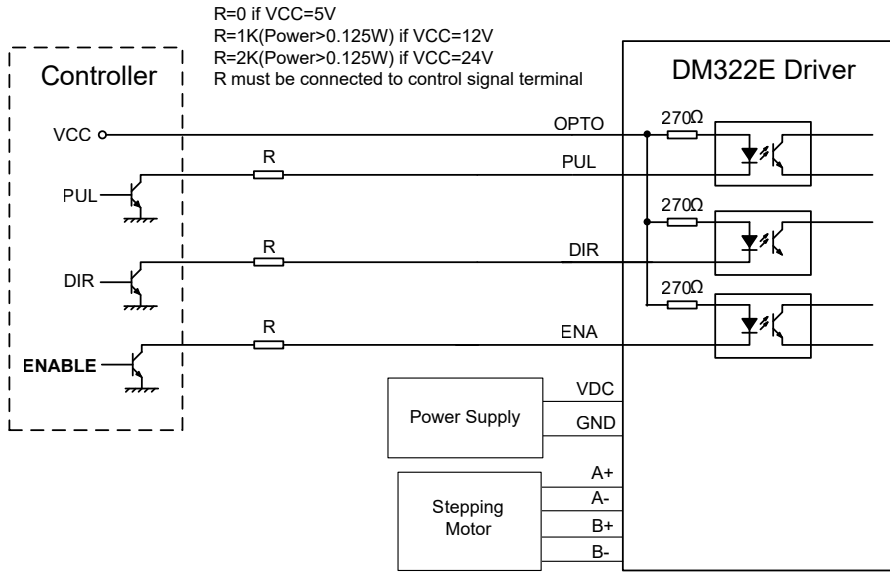 R=0 if VCC=5V
R=1K(Power>0.125W) if VCC=12V
R=2K(Power>0.125W) if VCC=24V
R must be connected to control signal terminal
Controller
DM322E Driver
VCC
OPTO
270Ω
PUL
R
PUL
270Ω
DIR
R
DIR
270Ω
ENABLE
R
ENA
Power Supply
VDC
GND
Stepping
Motor
A+
A-
B+
B-